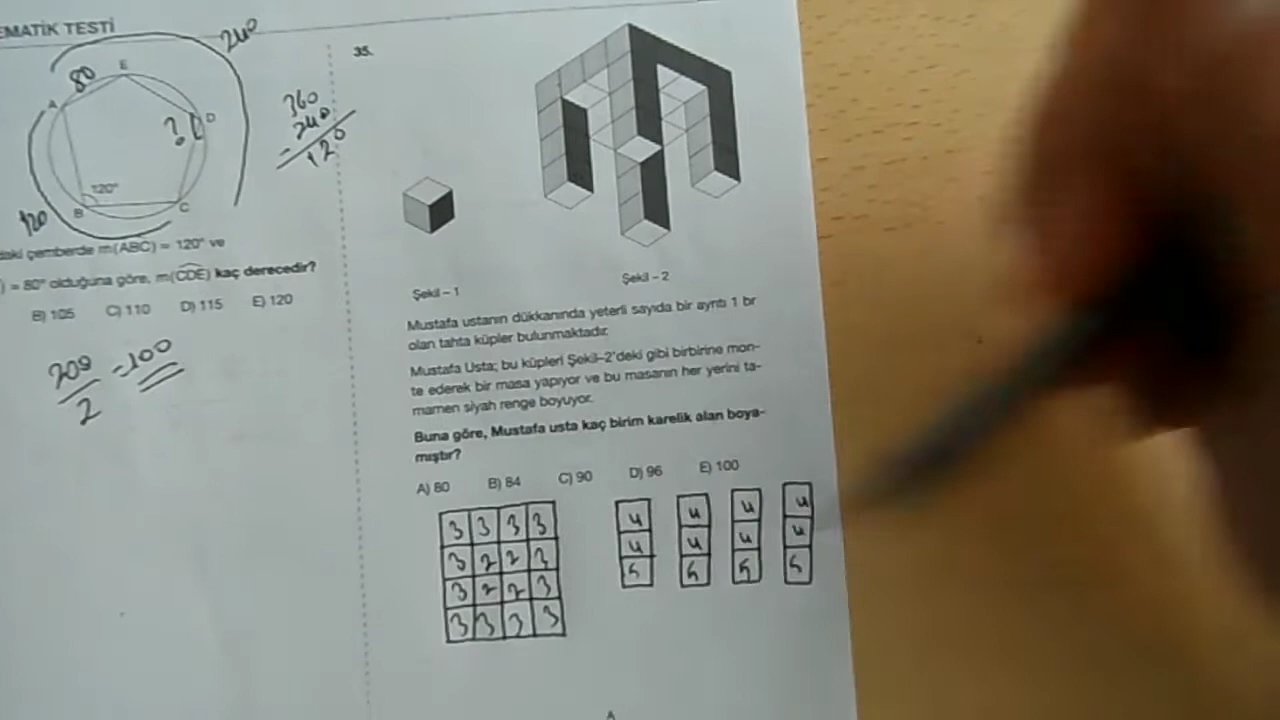 EMATİK TESTİ
240
80
E
A
D
?
120°
B
C
120
360
- 240
120
daki çemberde m(ABC) = 120° ve
) = 80° olduğuna göre, m(CDE) kaç derecedir?
B) 105 C) 110 D) 115 E) 120
200
2
=100
35.
Şekil – 1
Şekil – 2
Mustafa ustanın dükkanında yeterli sayıda bir ayrıtı 1 br
olan tahta küpler bulunmaktadır.
Mustafa Usta; bu küpleri Şekil–2'deki gibi birbirine mon-
te ederek bir masa yapıyor ve bu masanın her yerini ta-
mamen siyah renge boyuyor.
Buna göre, Mustafa usta kaç birim karelik alan boya-
mıştır?
A) 80 B) 84 C) 90 D) 96 E) 100
3 3 3 3
3 2 2 3
3 2 2 3
3 3 3 3
4 4 4 4
4 4 4 4
5 5 5 5
A